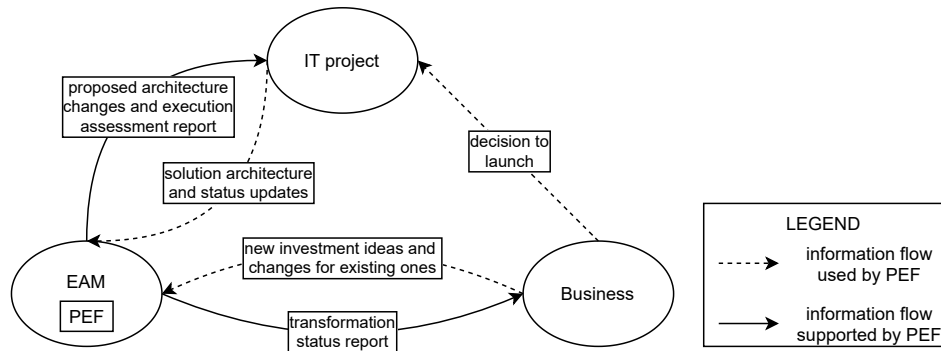 IT project
proposed architecture
changes and execution
assessment report
decision to
launch
solution architecture
and status updates
new investment ideas and
changes for existing ones
EAM
PEF
Business
transformation
status report
LEGEND
information flow
used by PEF
information flow
supported by PEF